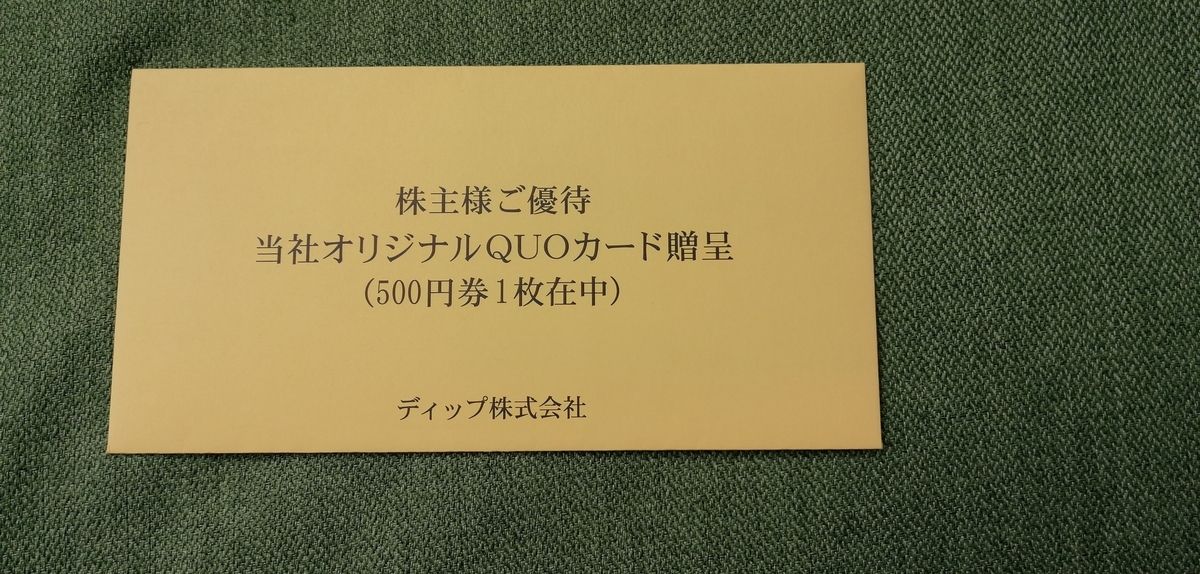 株主様ご優待
当社オリジナルQUOカード贈呈
(500円券1枚在中)
ディップ株式会社